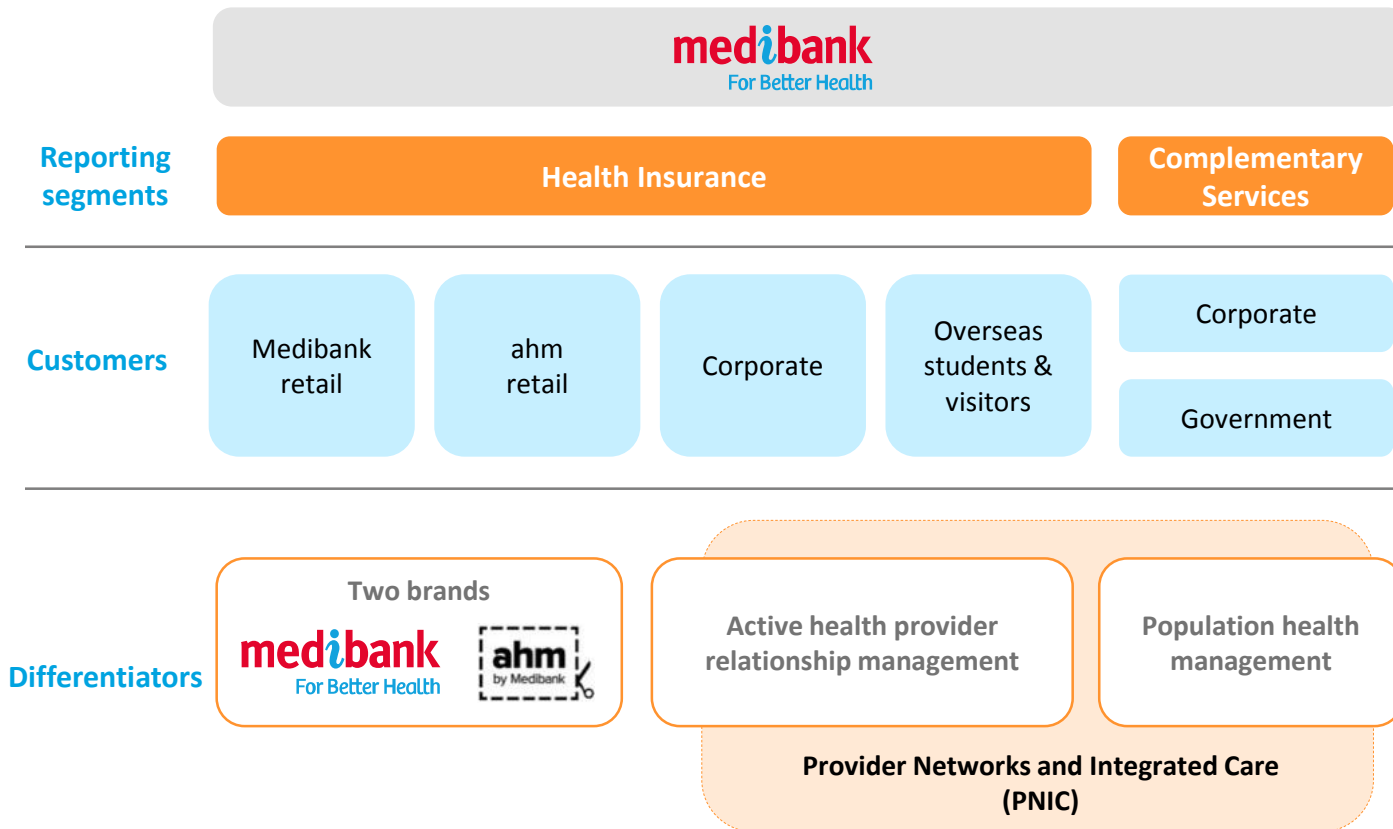 medibank
For Better Health
Reporting
segments
Health Insurance
Complementary
Services
Customers
Medibank
retail
ahm
retail
Corporate
Overseas
students &
visitors
Corporate
Government
Differentiators
Two brands
medibank
For Better Health
ahm
by Medibank
Active health provider
relationship management
Population health
management
Provider Networks and Integrated Care
(PNIC)